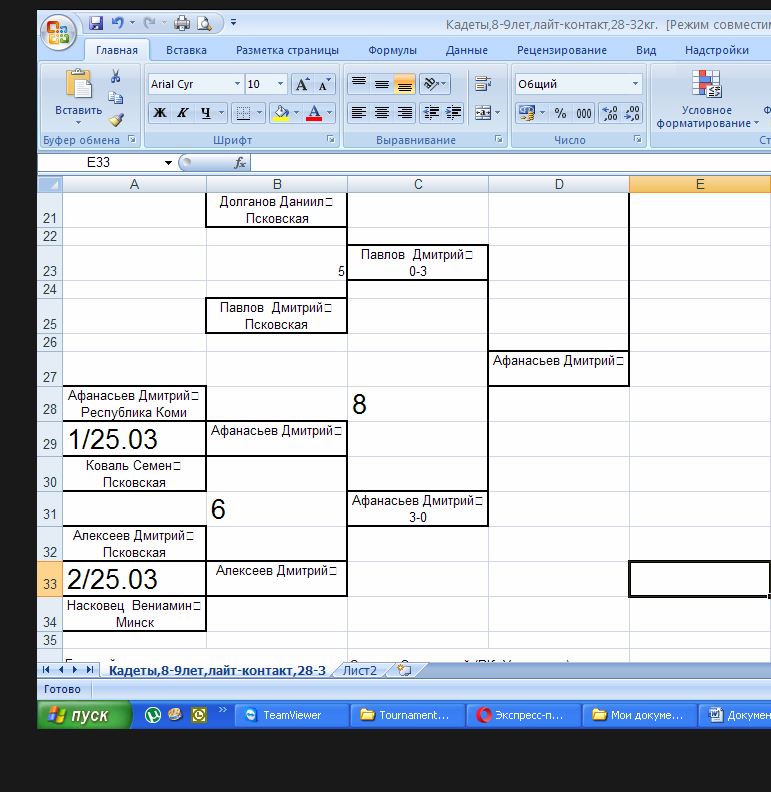 Кадеты,8-9лет,лайт-контакт,28-32кг. [Режим совместим
Главная Вставка Разметка страницы Формулы Данные Рецензирование Вид Надстройки
Вставить
Arial Cyr 10
Ж К Ч
Общий
% 000
Условное форматирование
Буфер обмена Шрифт Выравнивание Число
E33 fx
A B C D E
21 Долганов Даниил
Псковская
22
23 5 Павлов Дмитрий
0-3
24
25 Павлов Дмитрий
Псковская
26
27 Афанасьев Дмитрий
28 Афанасьев Дмитрий
Республика Коми 8
29 1/25.03 Афанасьев Дмитрий
30 Коваль Семен
Псковская
31 6 Афанасьев Дмитрий
3-0
32 Алексеев Дмитрий
Псковская
33 2/25.03 Алексеев Дмитрий
34 Насковец Вениамин
Минск
35
Кадеты,8-9лет,лайт-контакт,28-3 Лист2
Готово
пуск TeamViewer Tournament... Экспресс-п... Мои докуме... Докумен